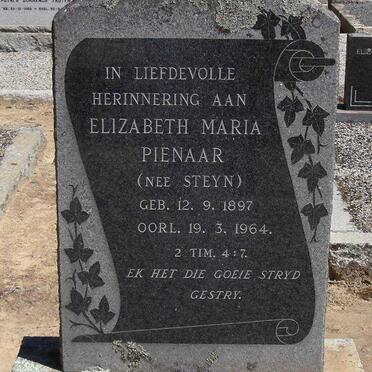 IN LIEFDEVOLLE
HERINNERING AAN
ELIZABETH MARIA
PIENAAR
(NEE STEYN)
GEB. 12. 9. 1897
OORL. 19. 3. 1964.
2 TIM. 4:7.
EK HET DIE GOEIE STRYD
GESTRY.